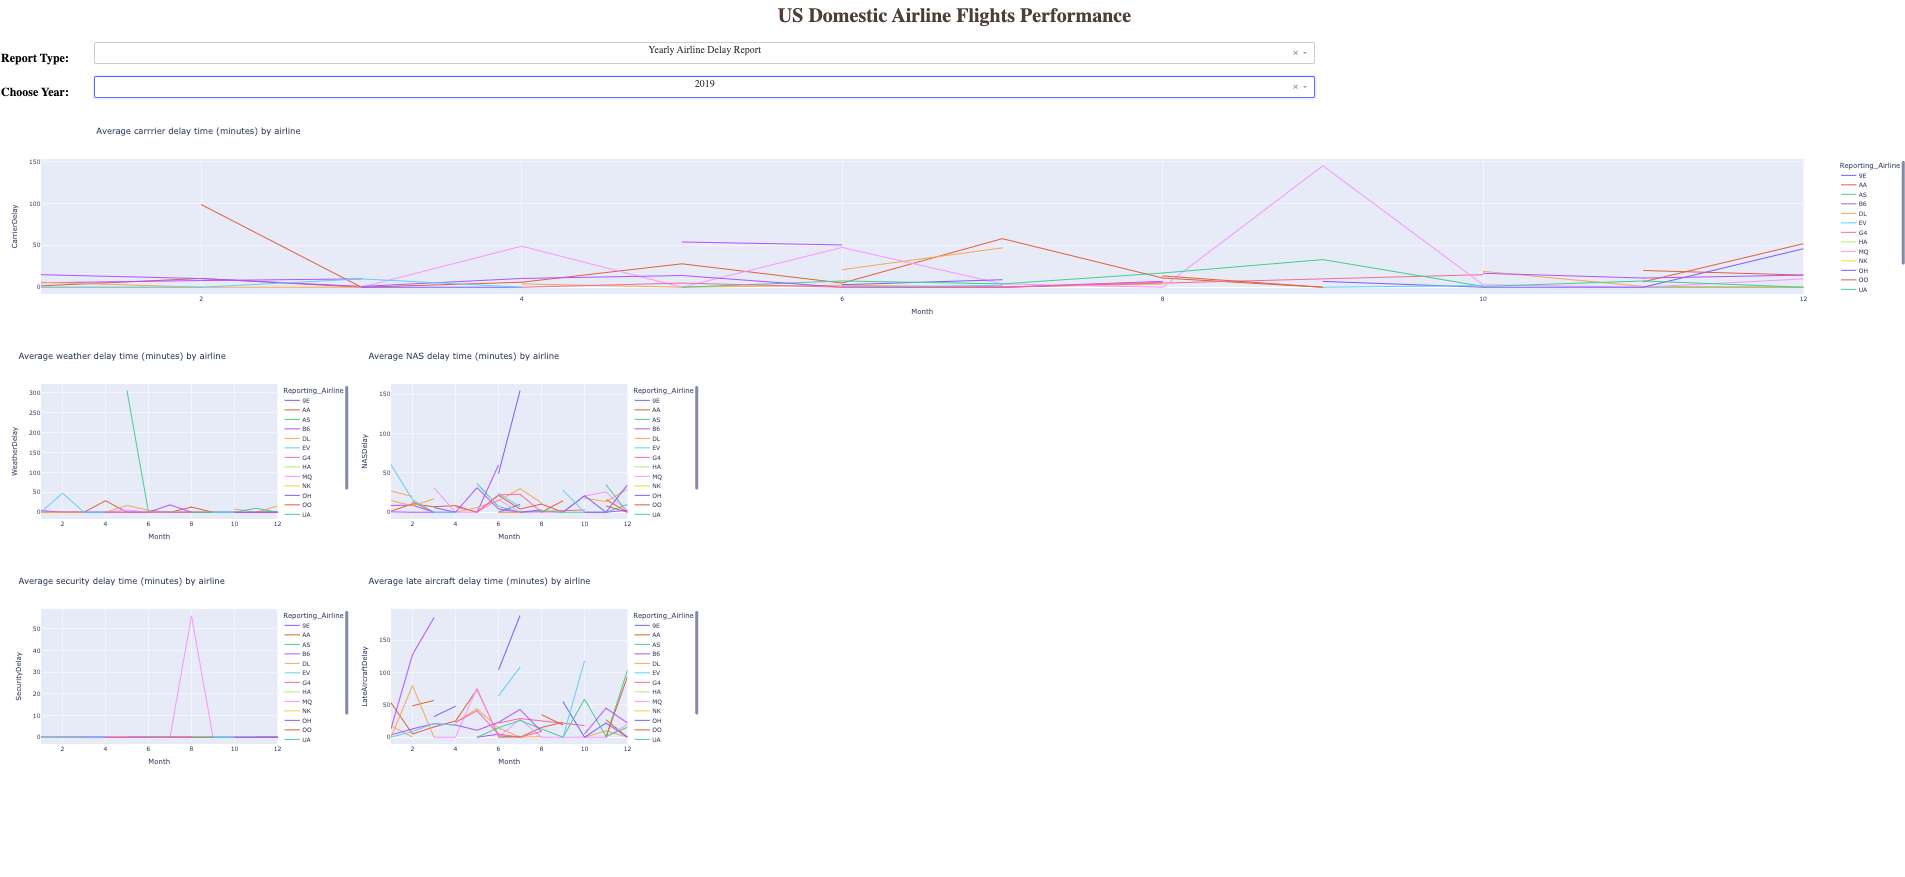 US Domestic Airline Flights Performance
Report Type:
Yearly Airline Delay Report
× 
Choose Year:
2019
×
Average carrrier delay time (minutes) by airline
CarrierDelay
150
100
50
0
2
4
6
8
10
12
Month
Reporting_Airline
9E
AA
AS
B6
DL
EV
G4
HA
MQ
NK
OH
OO
UA
Average weather delay time (minutes) by airline
WeatherDelay
300
250
200
150
100
50
0
2
4
6
8
10
12
Month
Reporting_Airline
9E
AA
AS
B6
DL
EV
G4
HA
MQ
NK
OH
OO
UA
Average NAS delay time (minutes) by airline
NASDelay
150
100
50
0
2
4
6
8
10
12
Month
Reporting_Airline
9E
AA
AS
B6
DL
EV
G4
HA
MQ
NK
OH
OO
UA
Average security delay time (minutes) by airline
SecurityDelay
50
40
30
20
10
0
2
4
6
8
10
12
Month
Reporting_Airline
9E
AA
AS
B6
DL
EV
G4
HA
MQ
NK
OH
OO
UA
Average late aircraft delay time (minutes) by airline
LateAircraftDelay
150
100
50
0
2
4
6
8
10
12
Month
Reporting_Airline
9E
AA
AS
B6
DL
EV
G4
HA
MQ
NK
OH
OO
UA